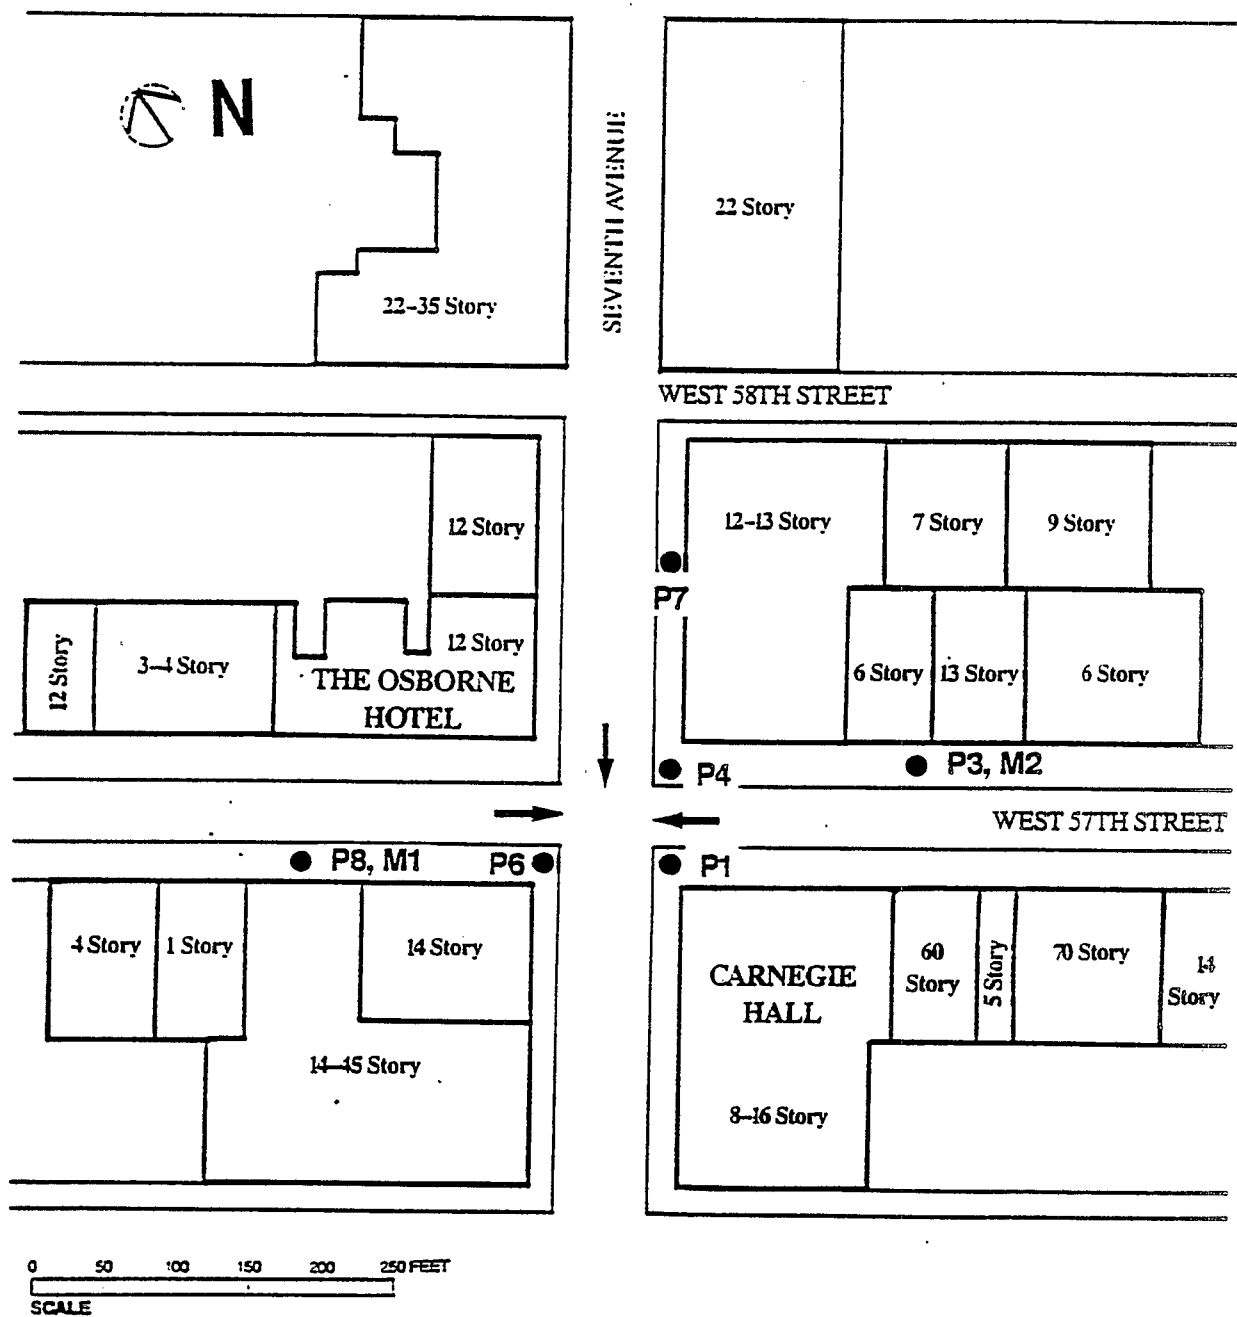 N
SEVENTH AVENUE
22 Story
22-35 Story
WEST 58TH STREET
12 Story
12-13 Story
7 Story
9 Story
P7
12 Story
3-4 Story
12 Story
THE OSBORNE
HOTEL
6 Story
13 Story
6 Story
P4
P3, M2
WEST 57TH STREET
P8, M1
P6
P1
4 Story
1 Story
14 Story
CARNEGIE
HALL
60
Story
5 Story
70 Story
14
Story
14-45 Story
8-16 Story
0 50 100 150 200 250 FEET
SCALE